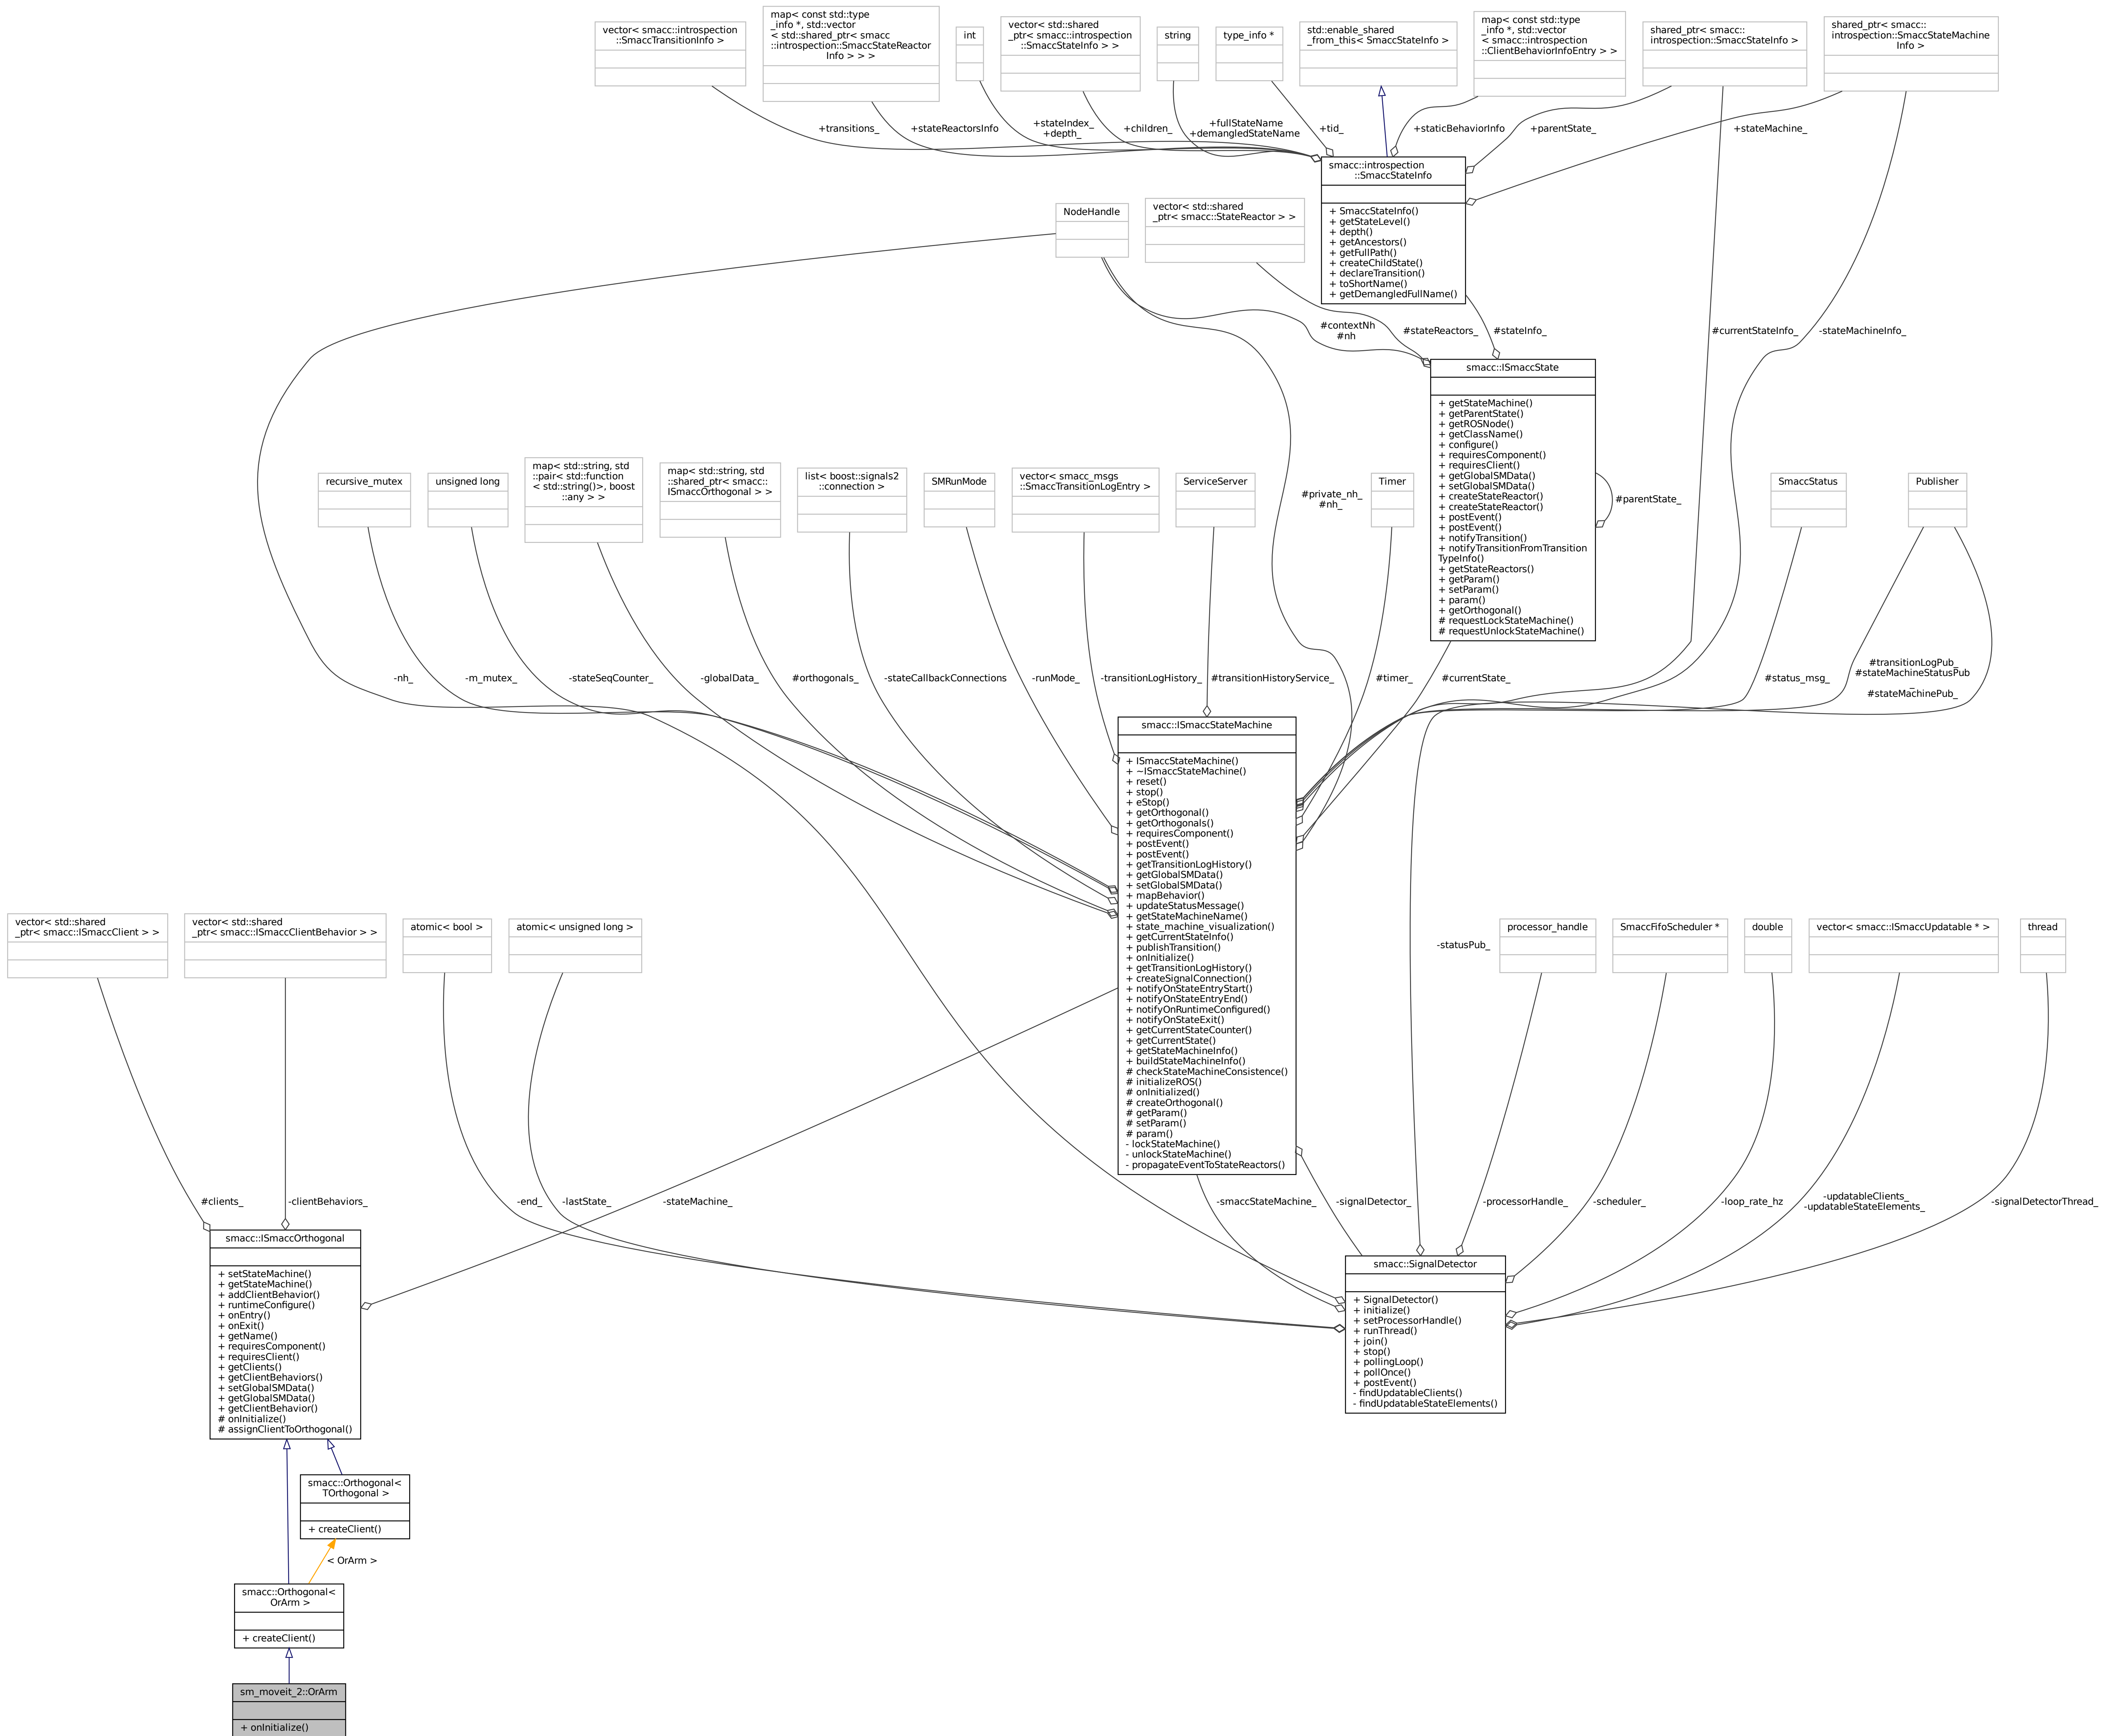 vector< smacc::introspection
::SmaccTransitionInfo >
map< const std::type
_info *, std::vector
< std::shared_ptr< smacc
::introspection::SmaccStateReactor
Info > > >
int
vector< std::shared
_ptr< smacc::introspection
::SmaccStateInfo > >
string
type_info *
std::enable_shared
_from_this< SmaccStateInfo >
map< const std::type
_info *, std::vector
< smacc::introspection
::ClientBehaviorInfoEntry > >
shared_ptr< smacc::
introspection::SmaccStateInfo >
shared_ptr< smacc::
introspection::SmaccStateMachine
Info >
+transitions_
+stateReactorsInfo
+stateIndex_
+depth_
+children_
+fullStateName
+demangledStateName
+tid_
+staticBehaviorInfo
+parentState_
+stateMachine_
smacc::introspection
::SmaccStateInfo
+ SmaccStateInfo()
+ getStateLevel()
+ depth()
+ getAncestors()
+ getFullPath()
+ createChildState()
+ declareTransition()
+ toShortName()
+ getDemangledFullName()
NodeHandle
vector< std::shared
_ptr< smacc::StateReactor > >
#contextNh
#nh
#stateReactors_
#stateInfo_
#currentStateInfo_
-stateMachineInfo_
smacc::ISmaccState
+ getStateMachine()
+ getParentState()
+ getROSNode()
+ getClassName()
+ configure()
+ requiresComponent()
+ requiresClient()
+ getGlobalSMData()
+ setGlobalSMData()
+ createStateReactor()
+ createStateReactor()
+ postEvent()
+ postEvent()
+ notifyTransition()
+ notifyTransitionFromTransition
TypeInfo()
+ getStateReactors()
+ getParam()
+ setParam()
+ param()
+ getOrthogonal()
# requestLockStateMachine()
# requestUnlockStateMachine()
#parentState_
recursive_mutex
unsigned long
map< std::string, std
::pair< std::function
< std::string()>, boost
::any > >
map< std::string, std
::shared_ptr< smacc::
ISmaccOrthogonal > >
list< boost::signals2
::connection >
SMRunMode
vector< smacc_msgs
::SmaccTransitionLogEntry >
ServiceServer
#private_nh_
#nh_
Timer
SmaccStatus
Publisher
-nh_
-m_mutex_
-stateSeqCounter_
-globalData_
#orthogonals_
-stateCallbackConnections
-runMode_
-transitionLogHistory_
#transitionHistoryService_
#timer_
#currentState_
#status_msg_
#transitionLogPub_
#stateMachineStatusPub
_
#stateMachinePub_
smacc::ISmaccStateMachine
+ ISmaccStateMachine()
+ ~ISmaccStateMachine()
+ reset()
+ stop()
+ eStop()
+ getOrthogonal()
+ getOrthogonals()
+ requiresComponent()
+ postEvent()
+ postEvent()
+ getTransitionLogHistory()
+ getGlobalSMData()
+ setGlobalSMData()
+ mapBehavior()
+ updateStatusMessage()
+ getStateMachineName()
+ state_machine_visualization()
+ getCurrentStateInfo()
+ publishTransition()
+ onInitialize()
+ getTransitionLogHistory()
+ createSignalConnection()
+ notifyOnStateEntryStart()
+ notifyOnStateEntryEnd()
+ notifyOnRuntimeConfigured()
+ notifyOnStateExit()
+ getCurrentStateCounter()
+ getCurrentState()
+ getStateMachineInfo()
+ buildStateMachineInfo()
# checkStateMachineConsistence()
# initializeROS()
# onInitialized()
# createOrthogonal()
# getParam()
# setParam()
# param()
- lockStateMachine()
- unlockStateMachine()
- propagateEventToStateReactors()
vector< std::shared
_ptr< smacc::ISmaccClient > >
vector< std::shared
_ptr< smacc::ISmaccClientBehavior > >
atomic< bool >
atomic< unsigned long >
-statusPub_
processor_handle
SmaccFifoScheduler *
double
vector< smacc::ISmaccUpdatable * >
thread
#clients_
-clientBehaviors_
-end_
-lastState_
-stateMachine_
-smaccStateMachine_
-signalDetector_
-processorHandle_
-scheduler_
-loop_rate_hz
-updatableClients_
-updatableStateElements_
-signalDetectorThread_
smacc::ISmaccOrthogonal
+ setStateMachine()
+ getStateMachine()
+ addClientBehavior()
+ runtimeConfigure()
+ onEntry()
+ onExit()
+ getName()
+ requiresComponent()
+ requiresClient()
+ getClients()
+ getClientBehaviors()
+ setGlobalSMData()
+ getGlobalSMData()
+ getClientBehavior()
# onInitialize()
# assignClientToOrthogonal()
smacc::SignalDetector
+ SignalDetector()
+ initialize()
+ setProcessorHandle()
+ runThread()
+ join()
+ stop()
+ pollingLoop()
+ pollOnce()
+ postEvent()
- findUpdatableClients()
- findUpdatableStateElements()
smacc::Orthogonal<
TOrthogonal >
+ createClient()
< OrArm >
smacc::Orthogonal<
OrArm >
+ createClient()
sm_moveit_2::OrArm
+ onInitialize()